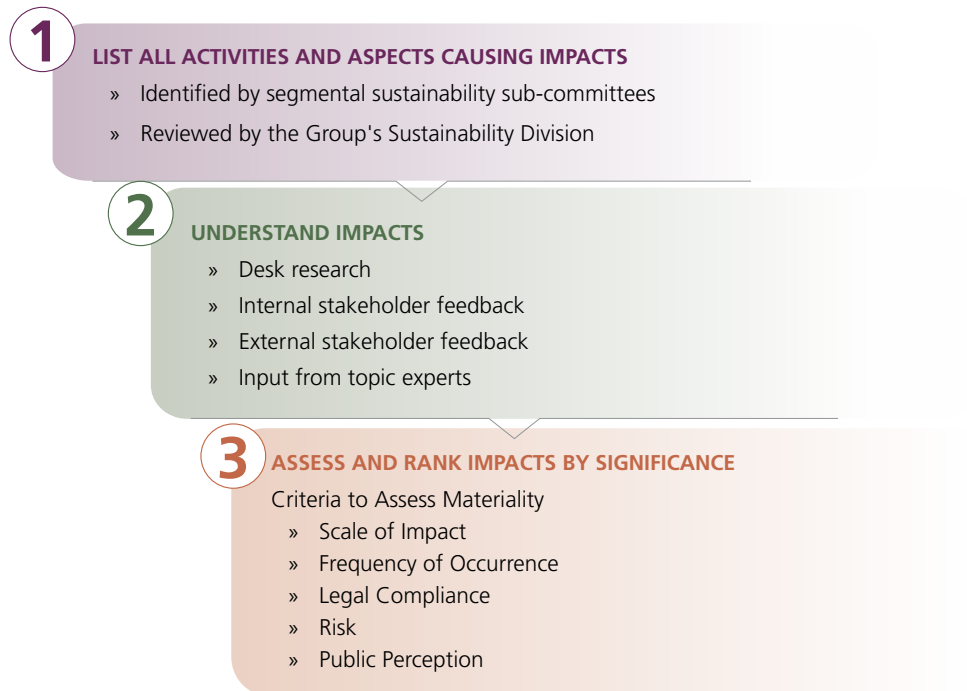 1
LIST ALL ACTIVITIES AND ASPECTS CAUSING IMPACTS
» Identified by segmental sustainability sub-committees
» Reviewed by the Group's Sustainability Division
2
UNDERSTAND IMPACTS
» Desk research
» Internal stakeholder feedback
» External stakeholder feedback
» Input from topic experts
3
ASSESS AND RANK IMPACTS BY SIGNIFICANCE
Criteria to Assess Materiality
» Scale of Impact
» Frequency of Occurrence
» Legal Compliance
» Risk
» Public Perception